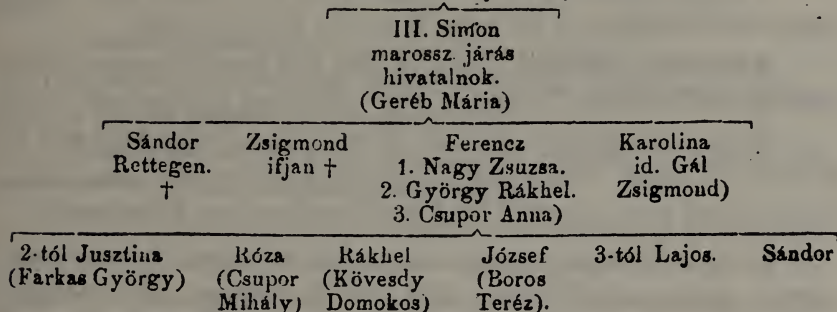 III. Simon
marossz. járás
hivatalnok.
(Geréb Mária)
Sándor Zsigmond Ferencz Karolina
Rettegen. ifjan † 1. Nagy Zsuzsa. id. Gál
† 2. György Rákhel. Zsigmond)
3. Csupor Anna)
2-tól Jusztina Róza Rákhel József 3-tól Lajos. Sándor
(Farkas György) (Csupor (Kövesdy (Boros
Mihály) Domokos) Teréz).